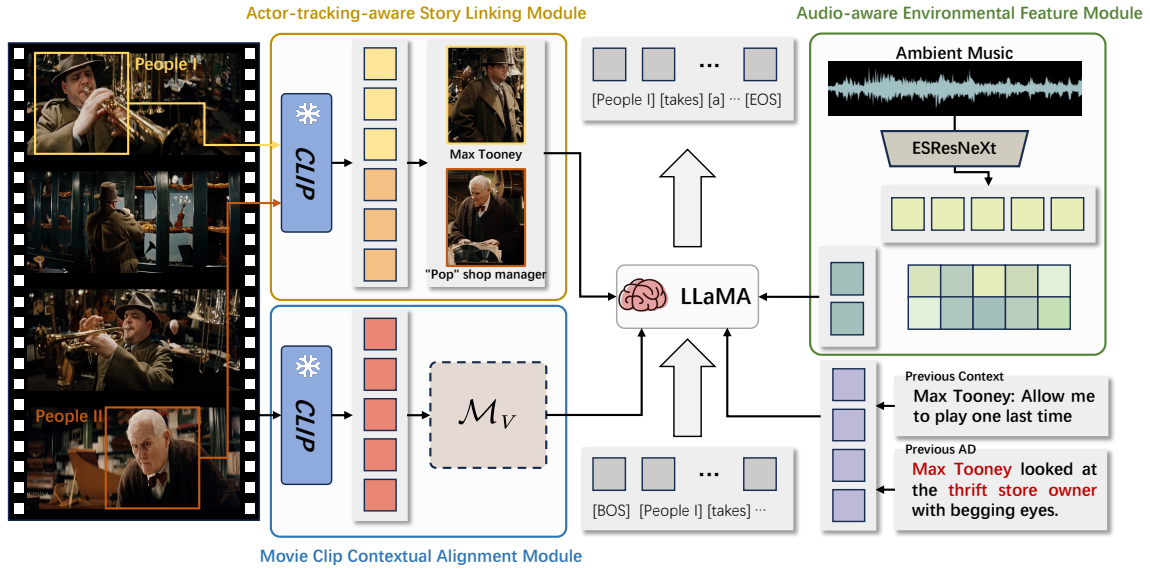 Actor-tracking-aware Story Linking Module
Audio-aware Environmental Feature Module
People I
CLIP
Max Tooney
"Pop" shop manager
[People I] [takes] [a] ··· [EOS]
Ambient Music
ESResNeXt
LLaMA
People II
CLIP
M_V
[BOS] [People I] [takes] ···
Previous Context
Max Tooney: Allow me
to play one last time
Previous AD
Max Tooney looked at
the thrift store owner
with begging eyes.
Movie Clip Contextual Alignment Module